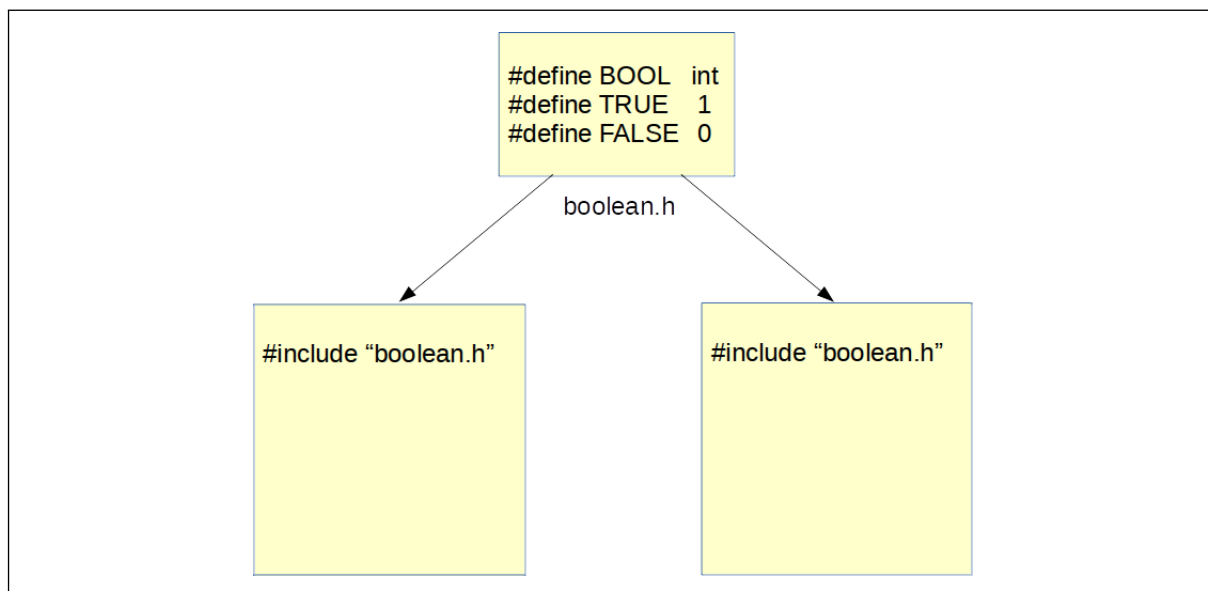 #define BOOL int
#define TRUE 1
#define FALSE 0
boolean.h
#include “boolean.h”
#include “boolean.h”